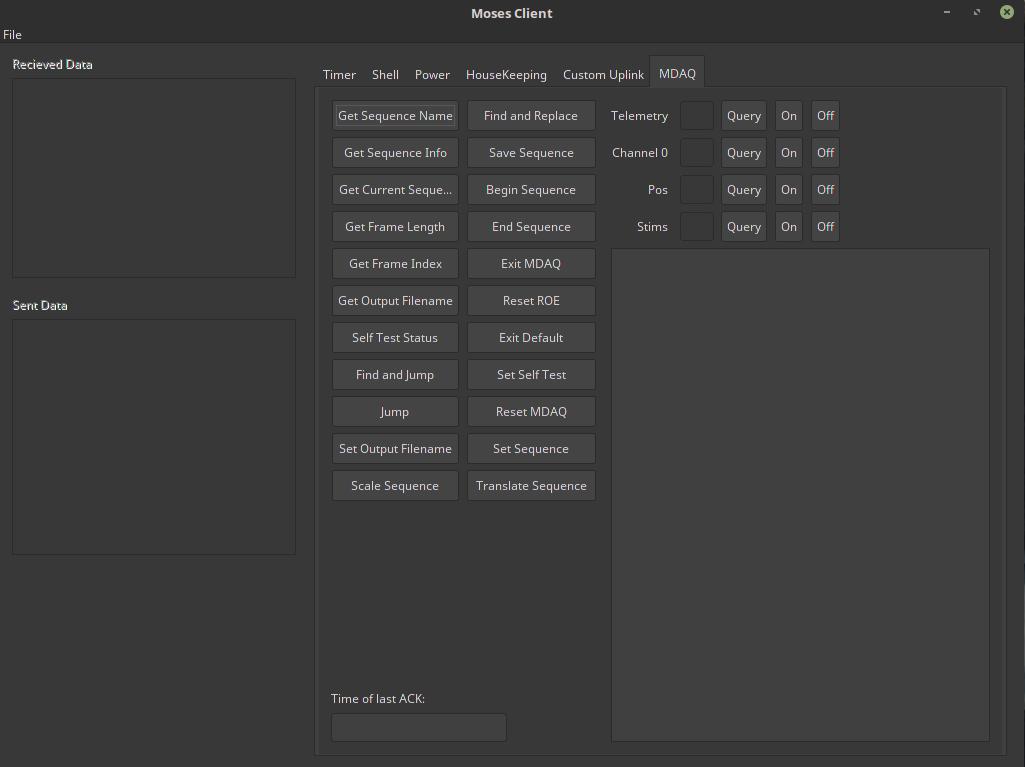 Moses Client
File
Recieved Data
Sent Data
Timer Shell Power HouseKeeping Custom Uplink MDAQ
Get Sequence Name Find and Replace Telemetry Query On Off
Get Sequence Info Save Sequence Channel 0 Query On Off
Get Current Seque... Begin Sequence Pos Query On Off
Get Frame Length End Sequence Stims Query On Off
Get Frame Index Exit MDAQ
Get Output Filename Reset ROE
Self Test Status Exit Default
Find and Jump Set Self Test
Jump Reset MDAQ
Set Output Filename Set Sequence
Scale Sequence Translate Sequence
Time of last ACK: